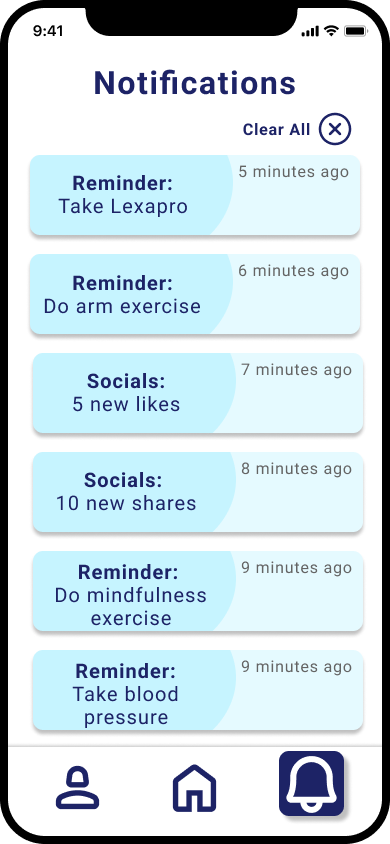 9:41
Notifications
Clear All
Reminder:
5 minutes ago
Take Lexapro
Reminder:
6 minutes ago
Do arm exercise
Socials:
7 minutes ago
5 new likes
Socials:
8 minutes ago
10 new shares
Reminder:
9 minutes ago
Do mindfulness
exercise
Reminder:
9 minutes ago
Take blood
pressure